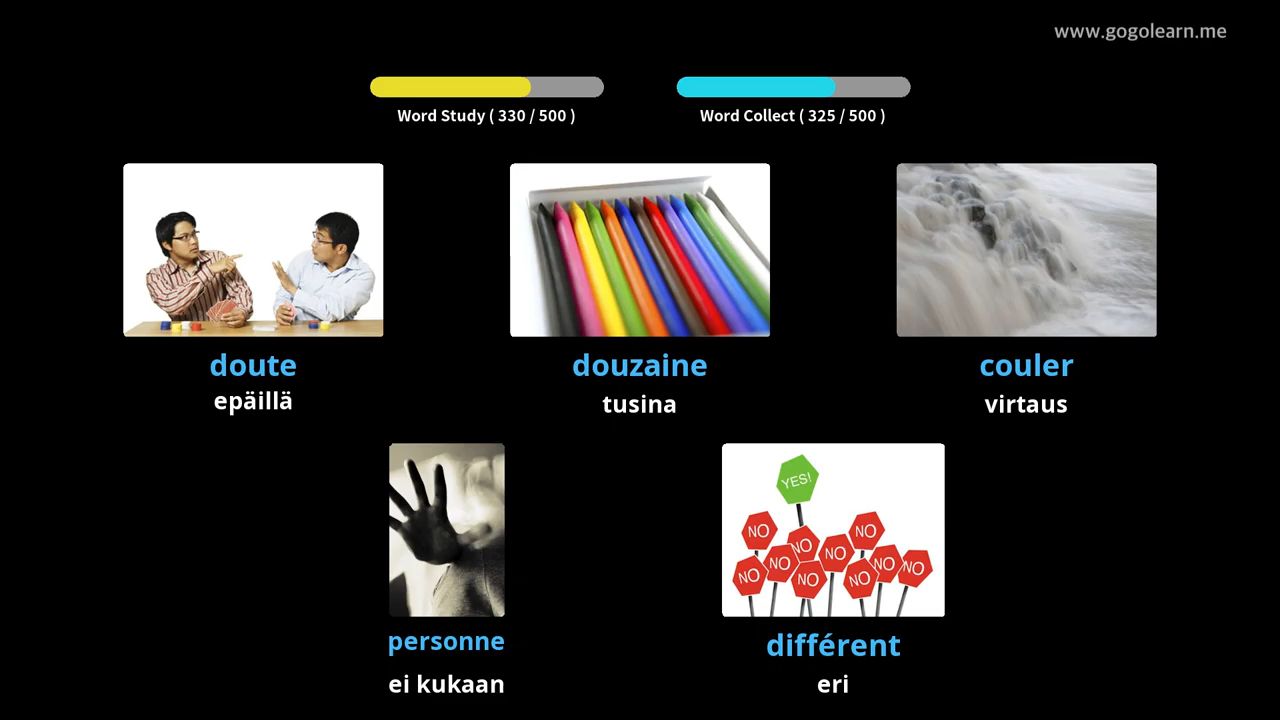 www.gogolearn.me
Word Study ( 330 / 500 )
Word Collect ( 325 / 500 )
doute
douzaine
couler
epäillä
tusina
virtaus
YES!
NO
NO
NO
NO
NO
NO
NO
NO
NO
NO
personne
différent
ei kukaan
eri